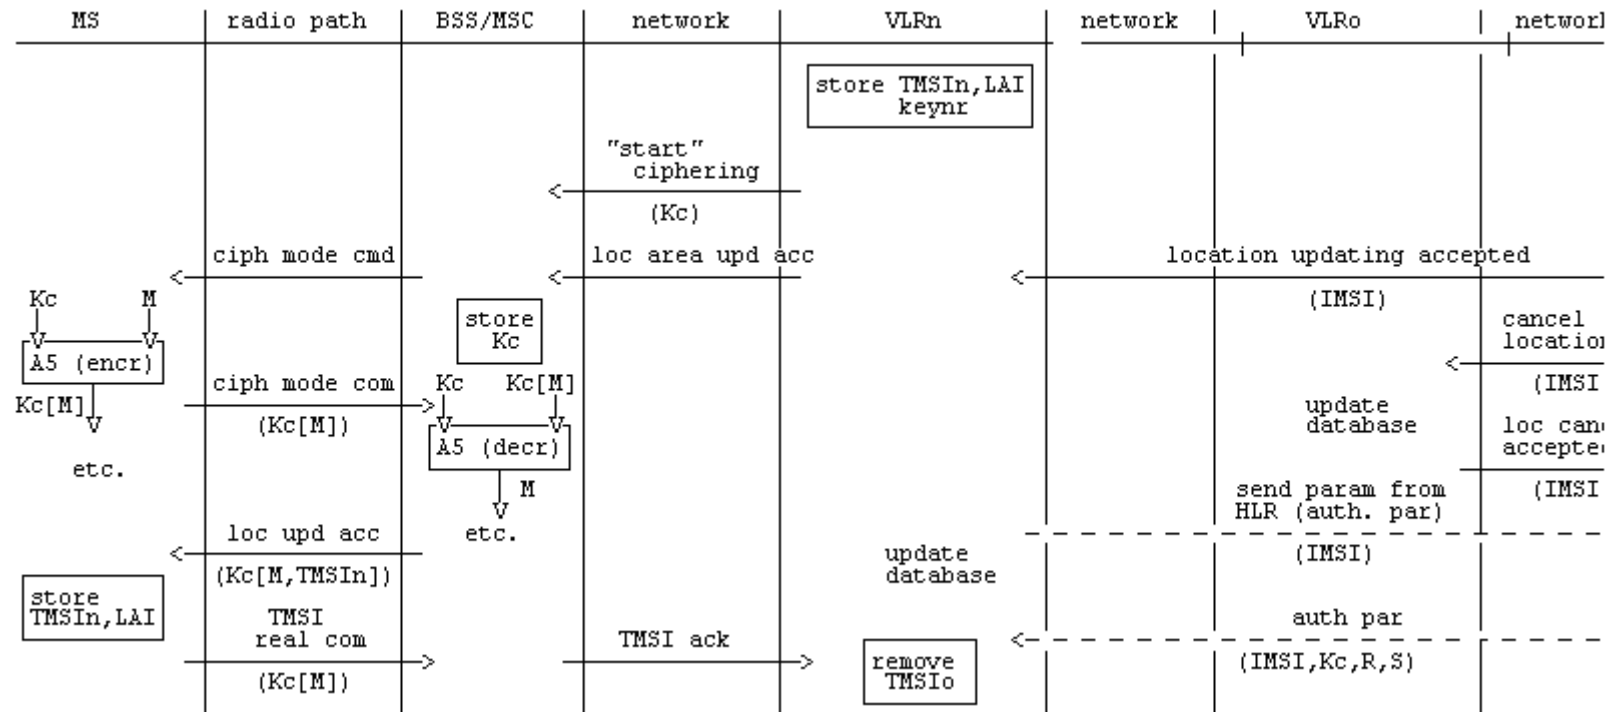 MS radio path BSS/MSC network VLRn network VLRo
store TMSIn,LAI
keynr
"start"
ciphering
(Kc)
ciph mode cmd loc area upd acc location updating accepted
Kc M (IMSI)
store
Kc
cancel
A5 (encr)
ciph mode com Kc Kc[M] (IMSI
Kc[M] (Kc[M])
update
database
loc
A5 (decr)
etc. M
send param from
HLR (auth. par)
(IMSI
loc upd acc etc.
(Kc[M,TMSIn])
update
database
(IMSI)
store
TMSIn,LAI
TMSI
real com
TMSI ack auth par
(Kc[M])
remove
TMSIo
(IMSI,Kc,R,S)